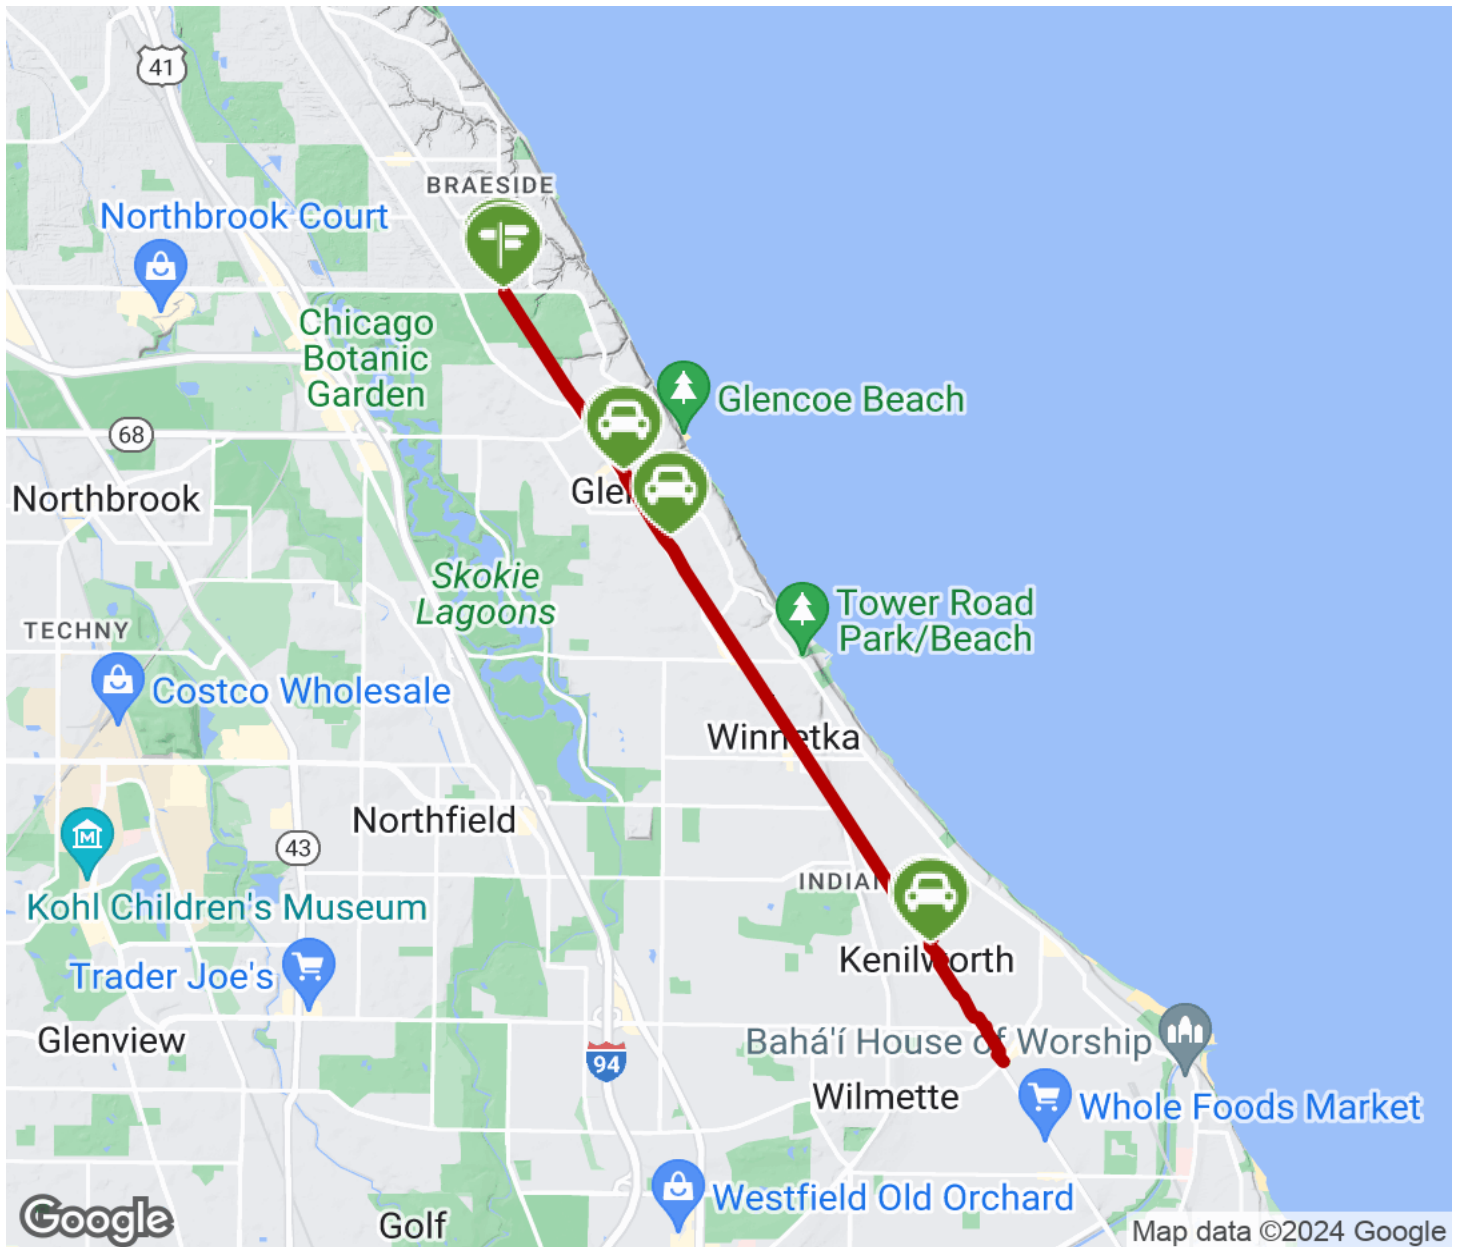 41
BRAESIDE
Northbrook Court
Chicago
Botanic
Garden
Glencoe Beach
68
Northbrook
Skokie
Lagoons
Tower Road
Park/Beach
TECHNY
Costco Wholesale
Winnetka
Northfield
43
M
Kohl Children's Museum
Kenilworth
Trader Joe's
Glenview
Bahá'í House of Worship
94
Wilmette
Whole Foods Market
Westfield Old Orchard
Google
Golf
Map data ©2024 Google